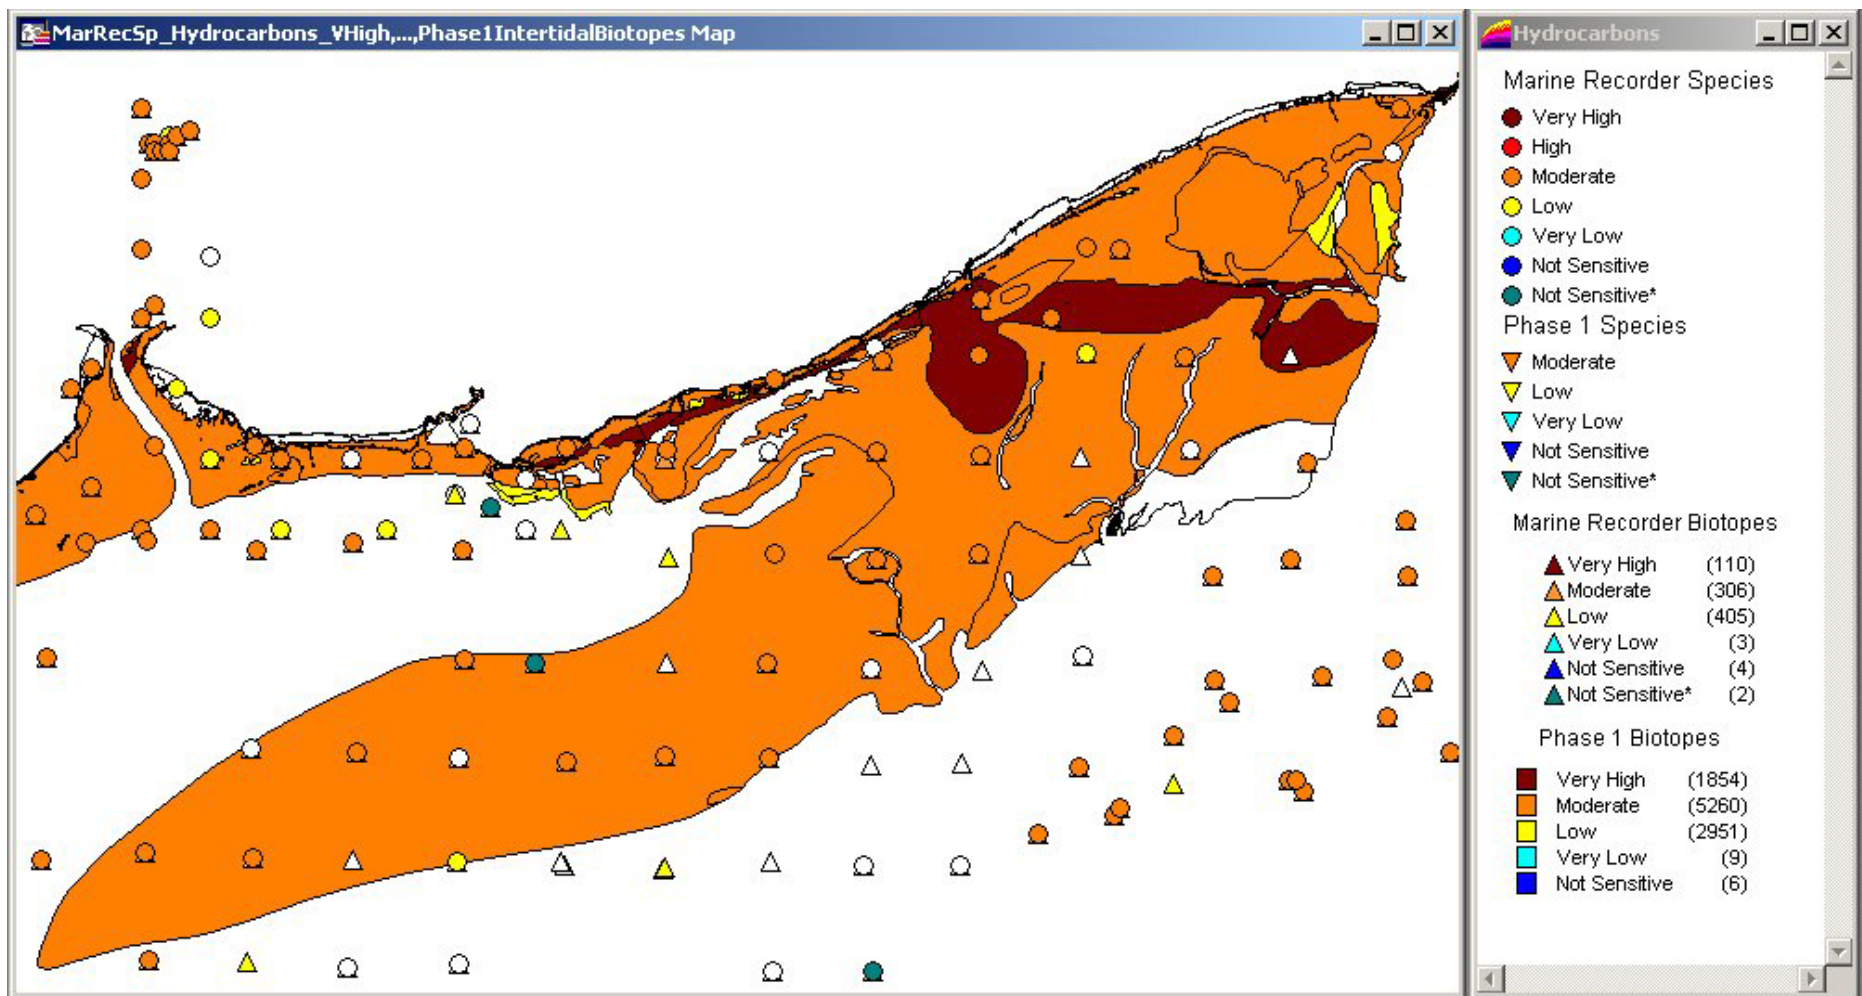 MarRecSp_Hydrocarbons_VHigh,...,Phase1IntertidalBiotopes Map
Hydrocarbons
Marine Recorder Species
Very High
High
Moderate
Low
Very Low
Not Sensitive
Not Sensitive*
Phase 1 Species
Moderate
Low
Very Low
Not Sensitive
Not Sensitive*
Marine Recorder Biotopes
Very High (110)
Moderate (306)
Low (405)
Very Low (3)
Not Sensitive (4)
Not Sensitive* (2)
Phase 1 Biotopes
Very High (1854)
Moderate (5260)
Low (2951)
Very Low (9)
Not Sensitive (6)